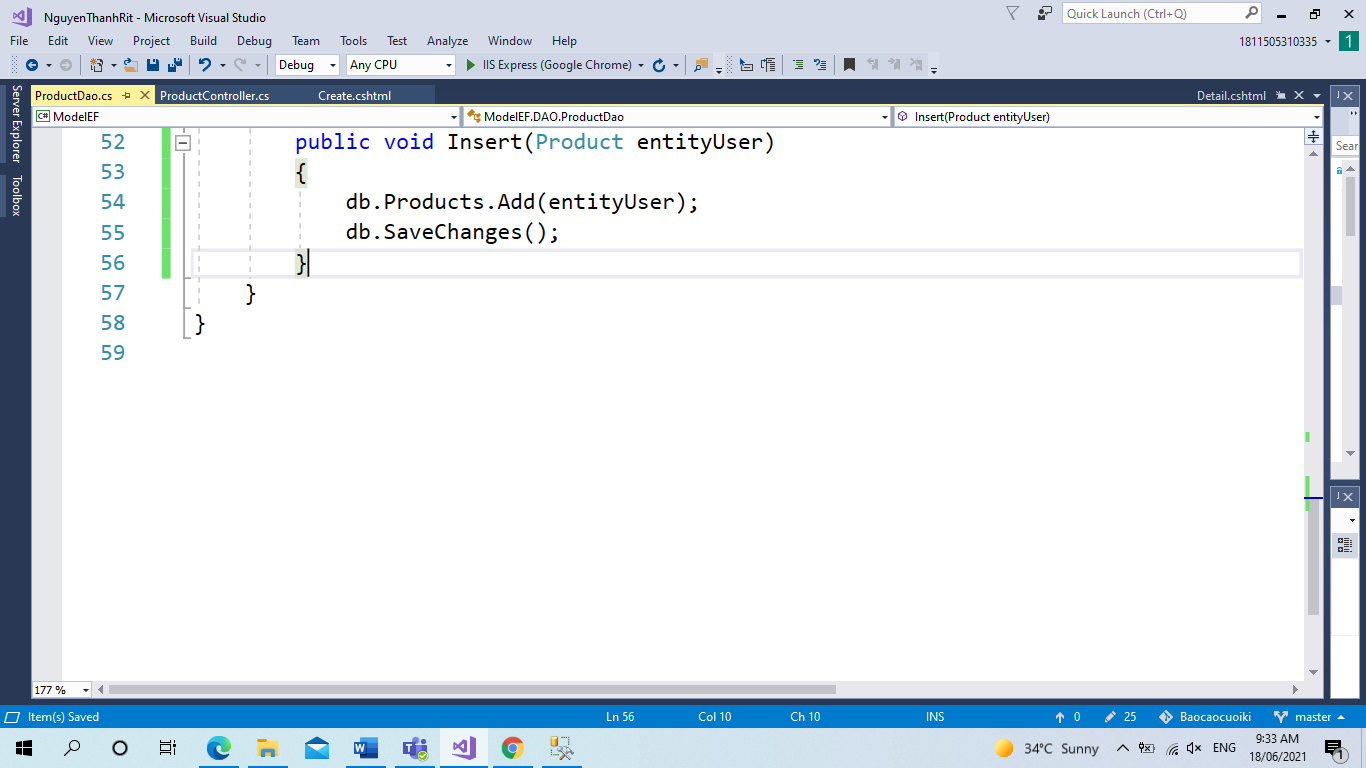 NguyenThanhRit - Microsoft Visual Studio
Quick Launch (Ctrl+Q)
File Edit View Project Build Debug Team Tools Test Analyze Window Help
1811505310335
1
Debug
Any CPU
IIS Express (Google Chrome)
Server Explorer
Toolbox
ProductDao.cs
ProductController.cs
Create.cshtml
Detail.cshtml
C# ModelEF
ModelEF.DAO.ProductDao
Insert(Product entityUser)
Sear
52 public void Insert(Product entityUser)
53 {
54 db.Products.Add(entityUser);
55 db.SaveChanges();
56 }
57 }
58 }
59
177 %
Item(s) Saved
Ln 56
Col 10
Ch 10
INS
0
25
Baocaocuoiki
master
34°C Sunny
ENG
9:33 AM
18/06/2021
1